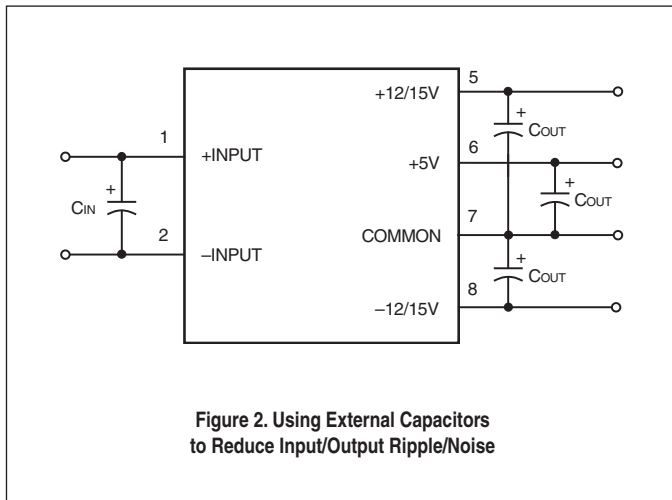 5
+12/15V
+
COUT
1
6
+INPUT
+5V
+
+
CIN
COUT
7
2
COMMON
–INPUT
+
COUT
8
–12/15V
Figure 2. Using External Capacitors
to Reduce Input/Output Ripple/Noise